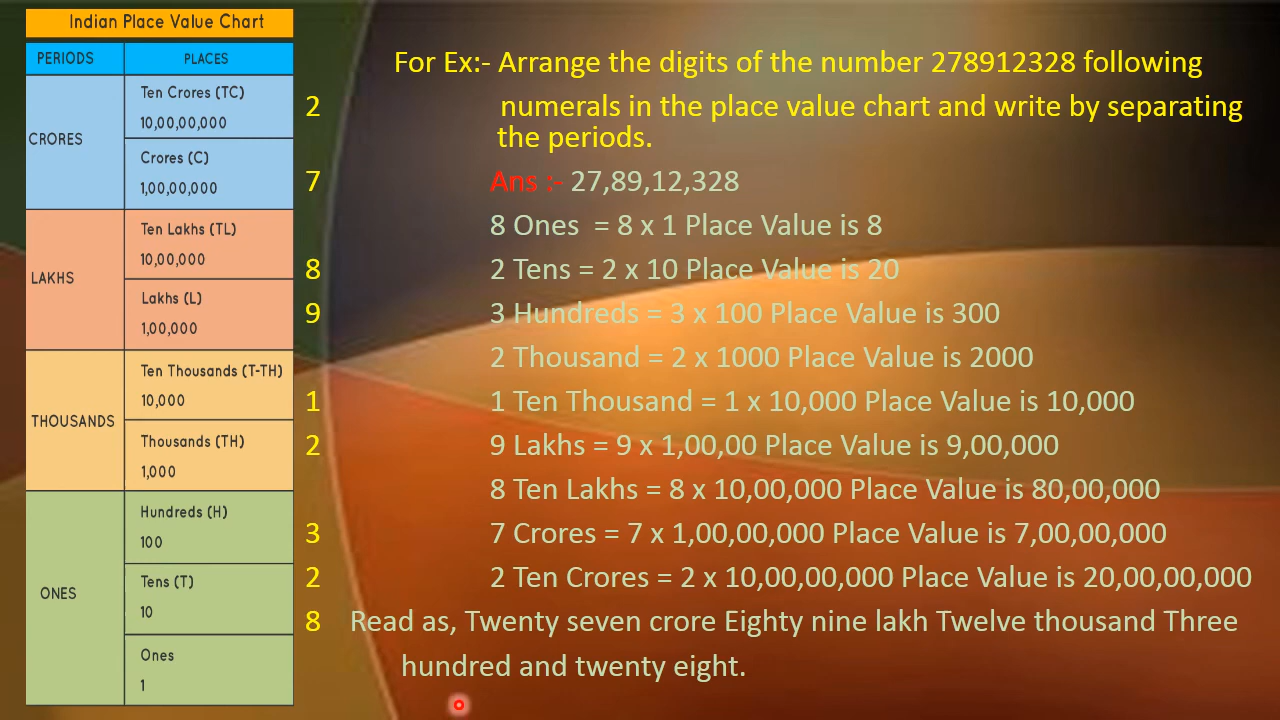 Indian Place Value Chart
PERIODS PLACES
CRORES
Ten Crores (TC)
10,00,00,000
Crores (C)
1,00,00,000
LAKHS
Ten Lakhs (TL)
10,00,000
Lakhs (L)
1,00,000
THOUSANDS
Ten Thousands (T-TH)
10,000
Thousands (TH)
1,000
ONES
Hundreds (H)
100
Tens (T)
10
Ones
1
2
7
8
9
1
2
3
2
8
For Ex:- Arrange the digits of the number 278912328 following
numerals in the place value chart and write by separating
the periods.
Ans :- 27,89,12,328
8 Ones = 8 x 1 Place Value is 8
2 Tens = 2 x 10 Place Value is 20
3 Hundreds = 3 x 100 Place Value is 300
2 Thousand = 2 x 1000 Place Value is 2000
1 Ten Thousand = 1 x 10,000 Place Value is 10,000
9 Lakhs = 9 x 1,00,00 Place Value is 9,00,000
8 Ten Lakhs = 8 x 10,00,000 Place Value is 80,00,000
7 Crores = 7 x 1,00,00,000 Place Value is 7,00,00,000
2 Ten Crores = 2 x 10,00,00,000 Place Value is 20,00,00,000
Read as, Twenty seven crore Eighty nine lakh Twelve thousand Three
hundred and twenty eight.